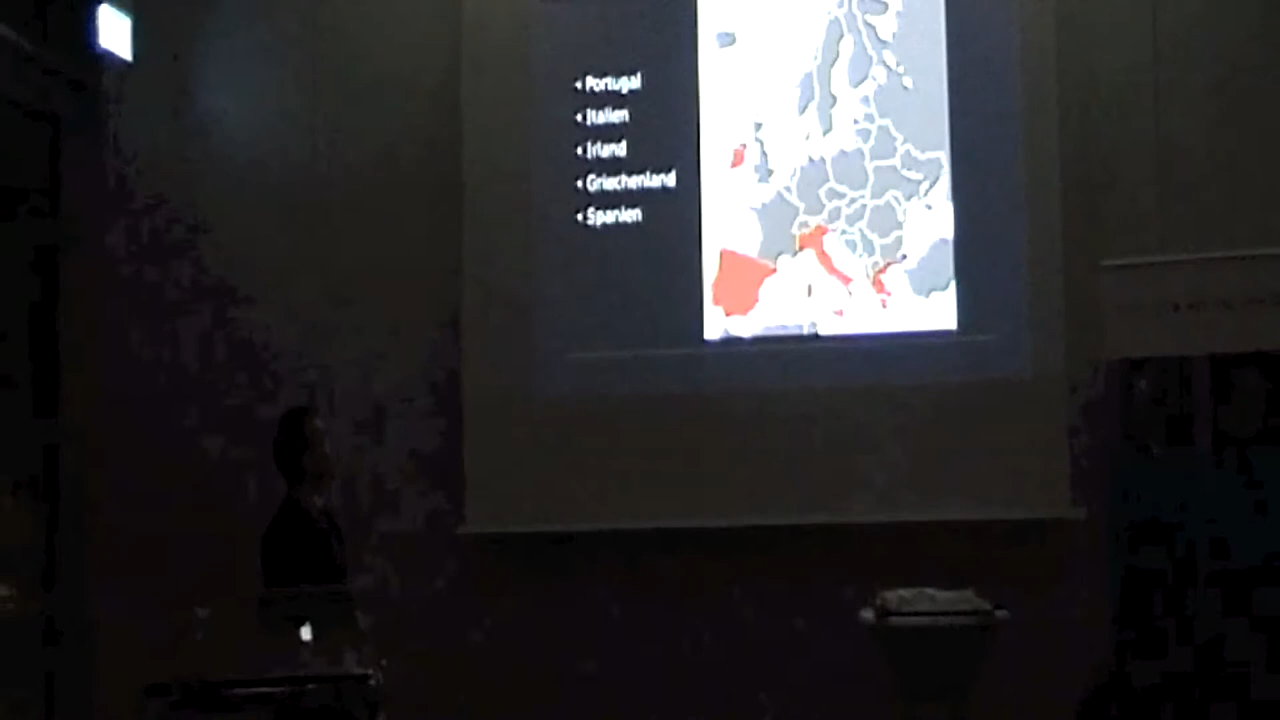 Portugal
Italien
Irland
Griechenland
Spanien